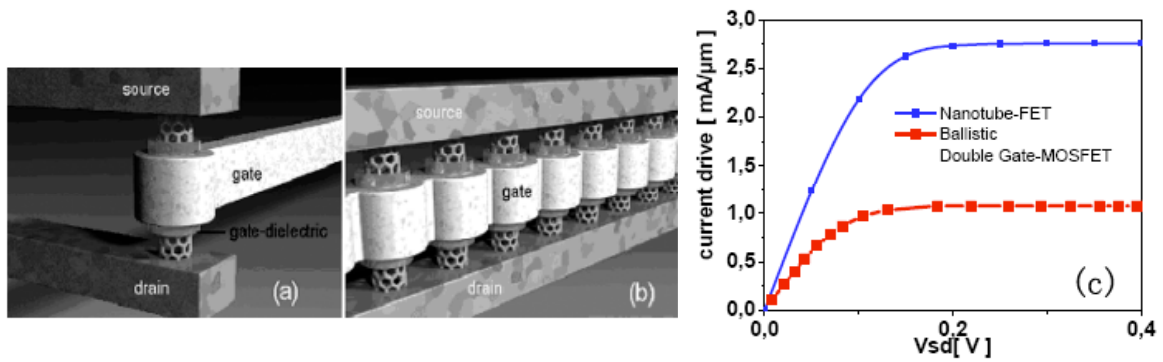 source
gate
gate-dielectric
drain
(a)
source
gate
drain
(b)
current drive [ mA/µm ]
3,0
2,5
2,0
1,5
1,0
0,5
0,0
Nanotube-FET
Ballistic
Double Gate-MOSFET
(c)
0,0
0,2
0,4
Vsd[ V ]